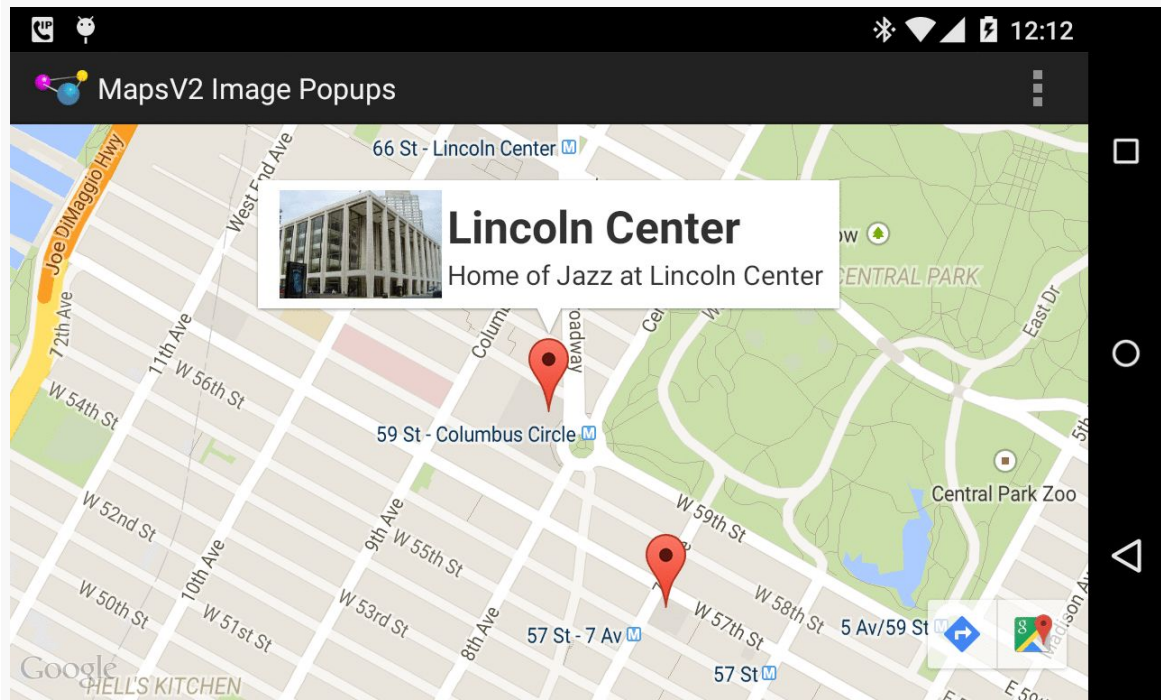 12:12
MapsV2 Image Popups
66 St - Lincoln Center M
Joe DiMaggio Hwy
West End Ave
Lincoln Center
Home of Jazz at Lincoln Center
CENTRAL PARK
East Dr
12th Ave
11th Ave
W 56th St
W 54th St
59 St - Columbus Circle M
Central Park Zoo
W 52nd St
9th Ave
W 55th St
W 59th St
10th Ave
W 50th St
W 51st St
W 53rd St
8th Ave
57 St - 7 Av M
W 57th St
W 58th St
5 Av/59 St M
57 St M
Google
HELL'S KITCHEN